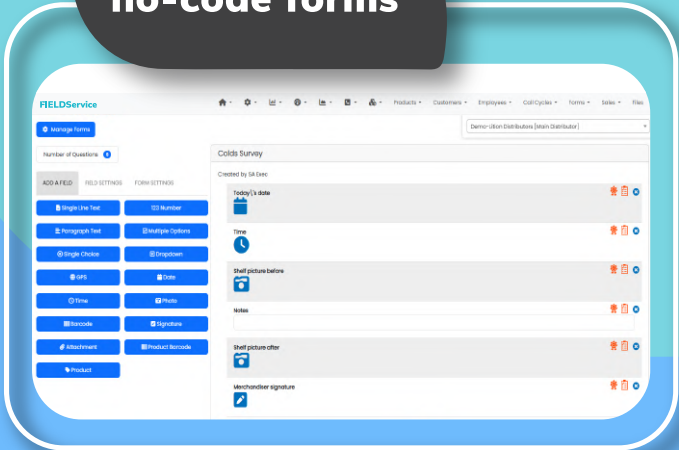 no-code forms
FIELDService
Products
Customers
Employees
Call Cycles
Forms
Sales
Files
Manage Forms
Demo-Ution Distributors [Main Distributor]
Number of Questions
Colds Survey
ADD A FIELD
FIELD SETTINGS
FORM SETTINGS
Created by SA Exec
Single Line Text
123 Number
Paragraph Text
Multiple Options
Single Choice
Dropdown
GPS
Date
Time
Photo
Barcode
Signature
Attachment
Product Barcode
Product
Today's date
Time
Shelf picture before
Notes
Shelf picture after
Merchandiser signature